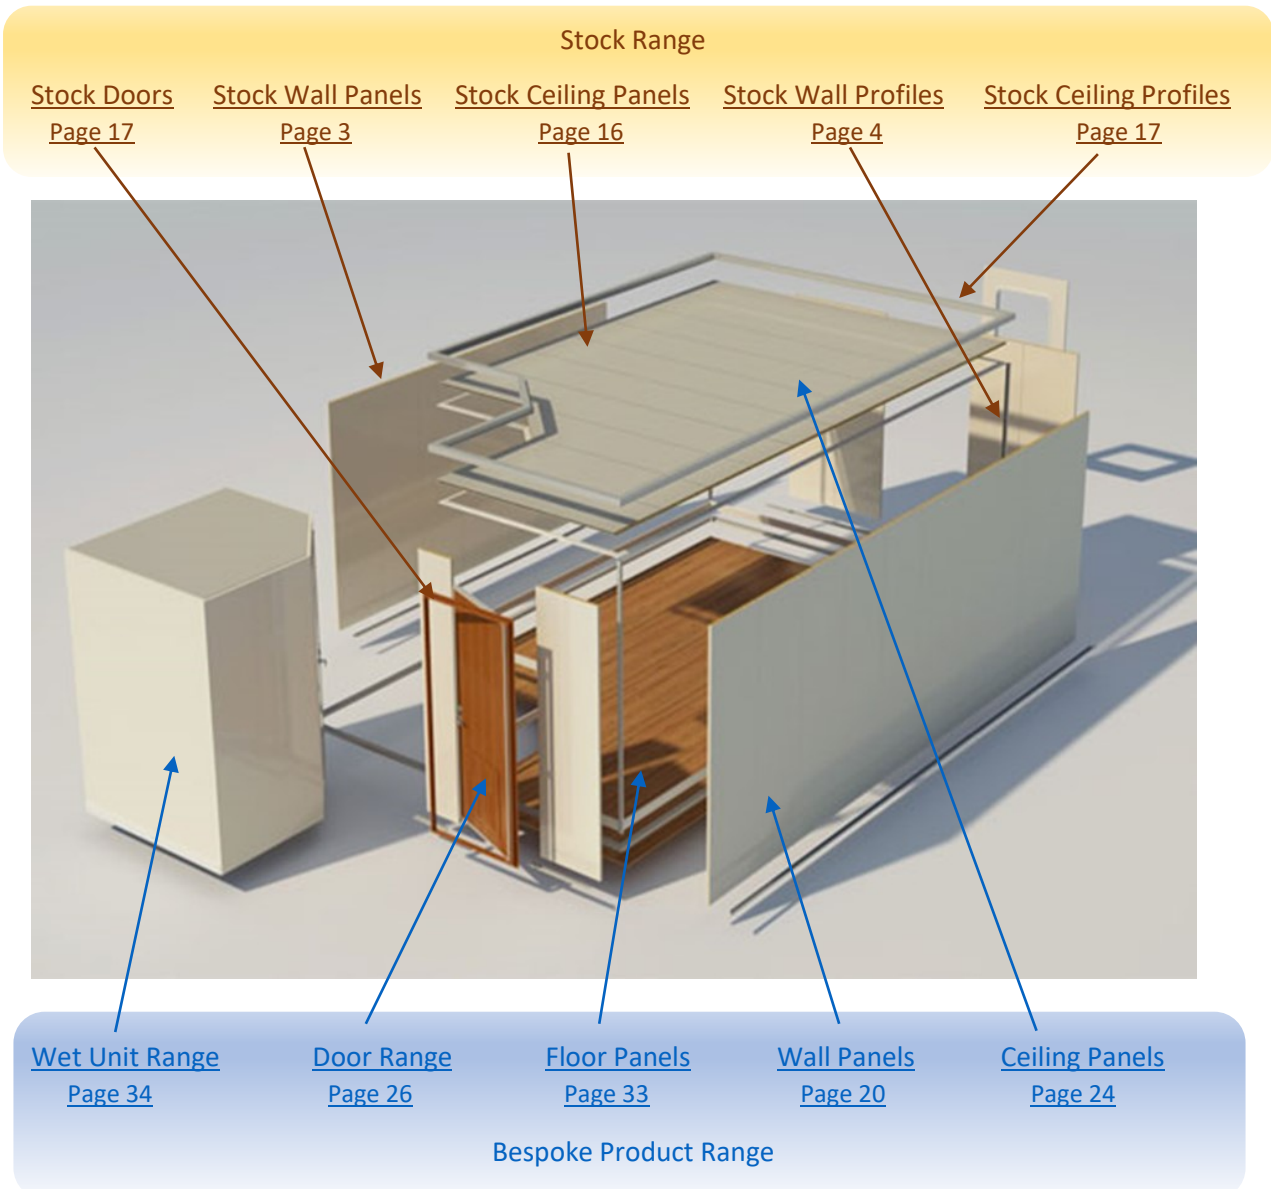 Stock Range
Stock Doors Stock Wall Panels Stock Ceiling Panels Stock Wall Profiles Stock Ceiling Profiles
Page 17 Page 3 Page 16 Page 4 Page 17
Wet Unit Range Door Range Floor Panels Wall Panels Ceiling Panels
Page 34 Page 26 Page 33 Page 20 Page 24
Bespoke Product Range